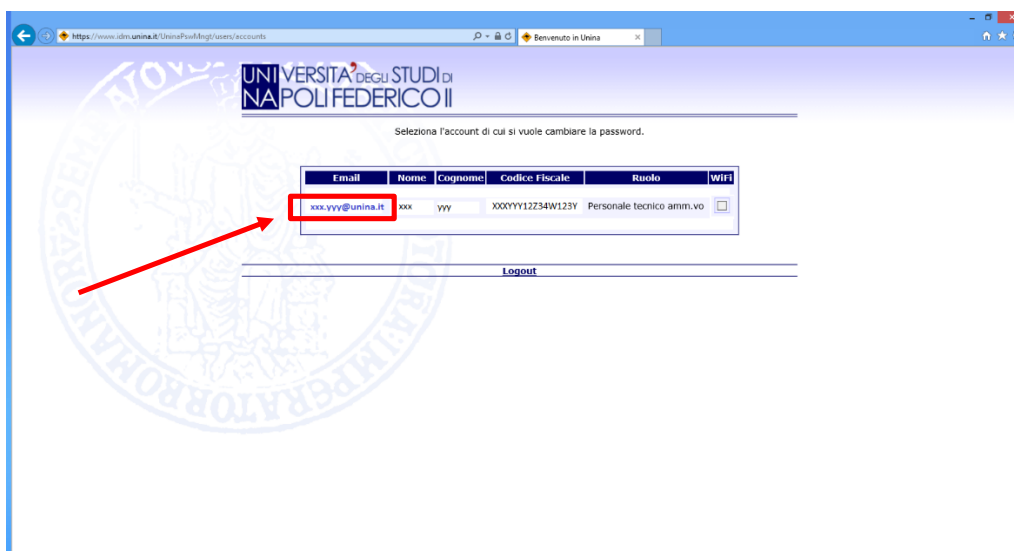 https://www.idm.unina.it/UninaPswMngt/users/accounts
Benvenuto in Unina
UNIVERSITA' DEGLI STUDI DI
NAPOLI FEDERICO II
Seleziona l'account di cui si vuole cambiare la password.
Email Nome Cognome Codice Fiscale Ruolo WiFi
xxx.yyy@unina.it xxx yyy XXXYYY12Z34W123Y Personale tecnico amm.vo
Logout